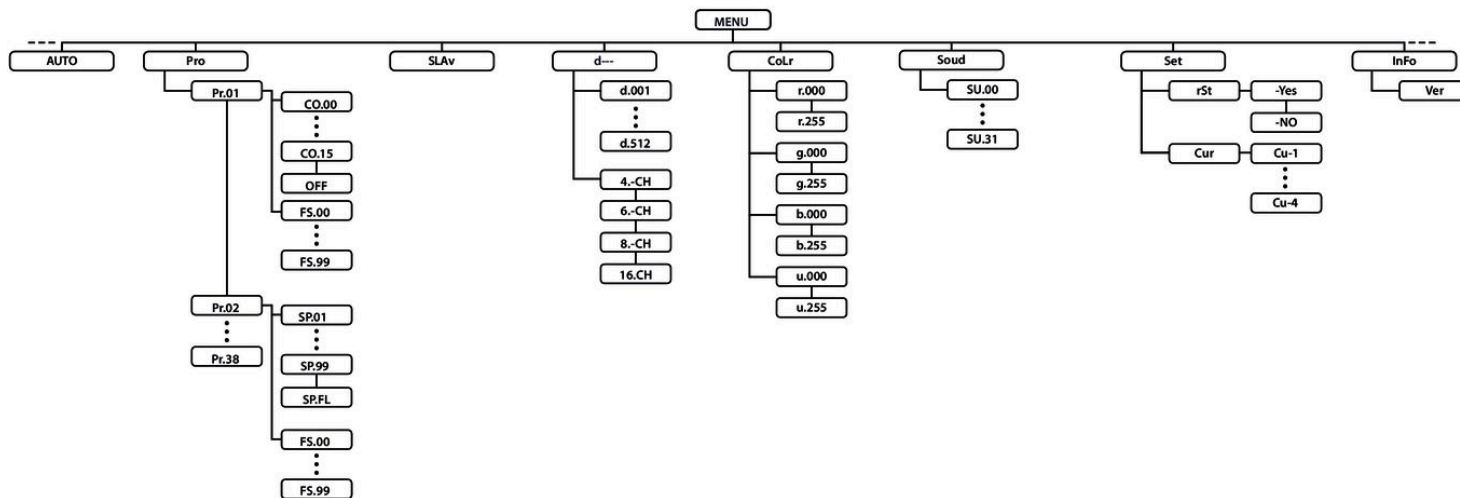 MENU
AUTO
Pro
SLAv
d---
CoLr
Soud
Set
InFo
Pr.01
CO.00
CO.15
OFF
FS.00
FS.99
Pr.02
Pr.38
SP.01
SP.99
SP.FL
FS.00
FS.99
d.001
d.512
4.-CH
6.-CH
8.-CH
16.CH
r.000
r.255
g.000
g.255
b.000
b.255
u.000
u.255
SU.00
SU.31
rSt
-Yes
-NO
Cur
Cu-1
Cu-4
Ver